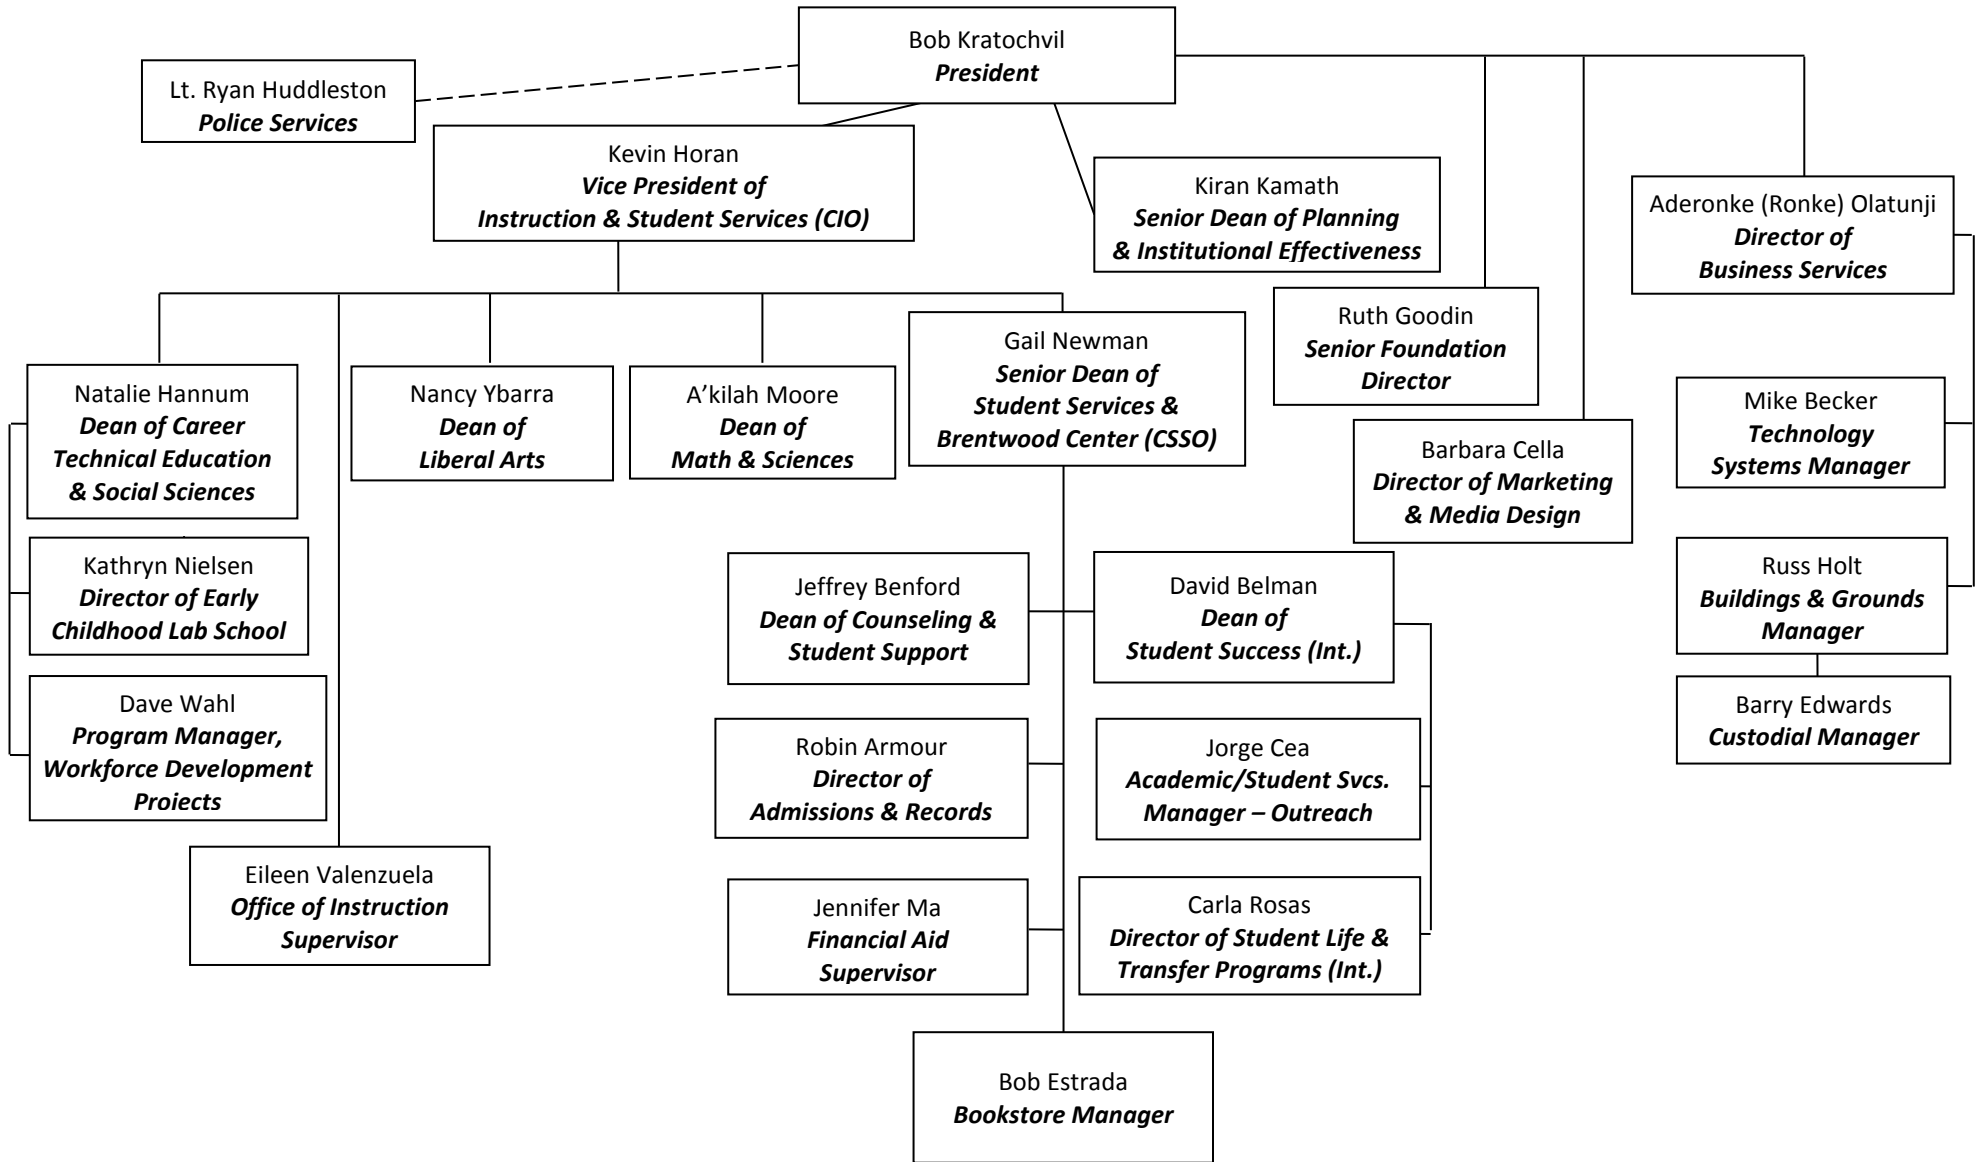 Bob Kratochvil
President
Lt. Ryan Huddleston
Police Services
Kevin Horan
Vice President of
Instruction & Student Services (CIO)
Kiran Kamath
Senior Dean of Planning
& Institutional Effectiveness
Aderonke (Ronke) Olatunji
Director of
Business Services
Ruth Goodin
Senior Foundation
Director
Barbara Cella
Director of Marketing
& Media Design
Natalie Hannum
Dean of Career
Technical Education
& Social Sciences
Nancy Ybarra
Dean of
Liberal Arts
A’kilah Moore
Dean of
Math & Sciences
Gail Newman
Senior Dean of
Student Services &
Brentwood Center (CSSO)
Mike Becker
Technology
Systems Manager
Kathryn Nielsen
Director of Early
Childhood Lab School
Jeffrey Benford
Dean of Counseling &
Student Support
David Belman
Dean of
Student Success (Int.)
Russ Holt
Buildings & Grounds
Manager
Dave Wahl
Program Manager,
Workforce Development
Projects
Robin Armour
Director of
Admissions & Records
Jorge Cea
Academic/Student Svcs.
Manager – Outreach
Barry Edwards
Custodial Manager
Eileen Valenzuela
Office of Instruction
Supervisor
Jennifer Ma
Financial Aid
Supervisor
Carla Rosas
Director of Student Life &
Transfer Programs (Int.)
Bob Estrada
Bookstore Manager